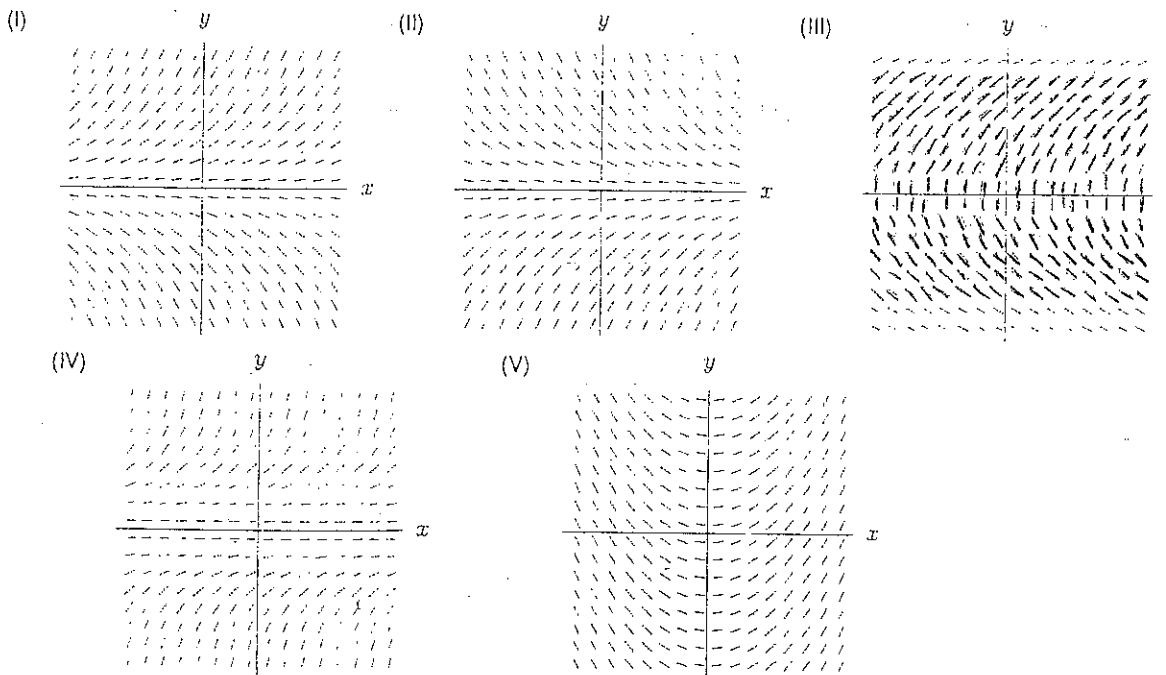 (I) y
(II) y
(III) y
x
x
(IV) y
(V) y
x
x